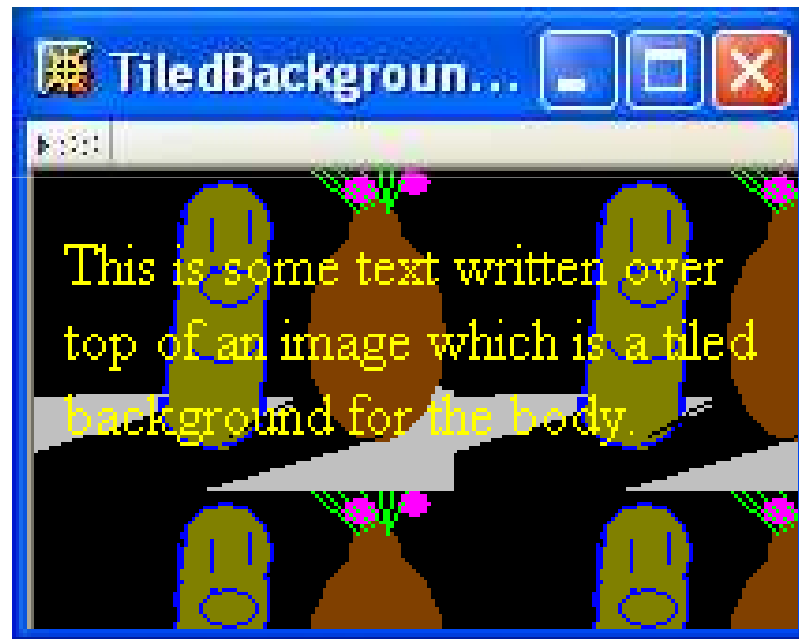 TiledBackgroun...
This is some text written over
top of an image which is a tiled
background for the body.